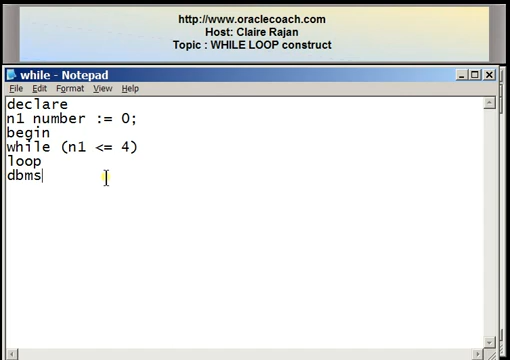 http://www.oraclecoach.com
Host: Claire Rajan
Topic : WHILE LOOP construct
while - Notepad
File Edit Format View Help
declare
n1 number := 0;
begin
while (n1 <= 4)
loop
dbms